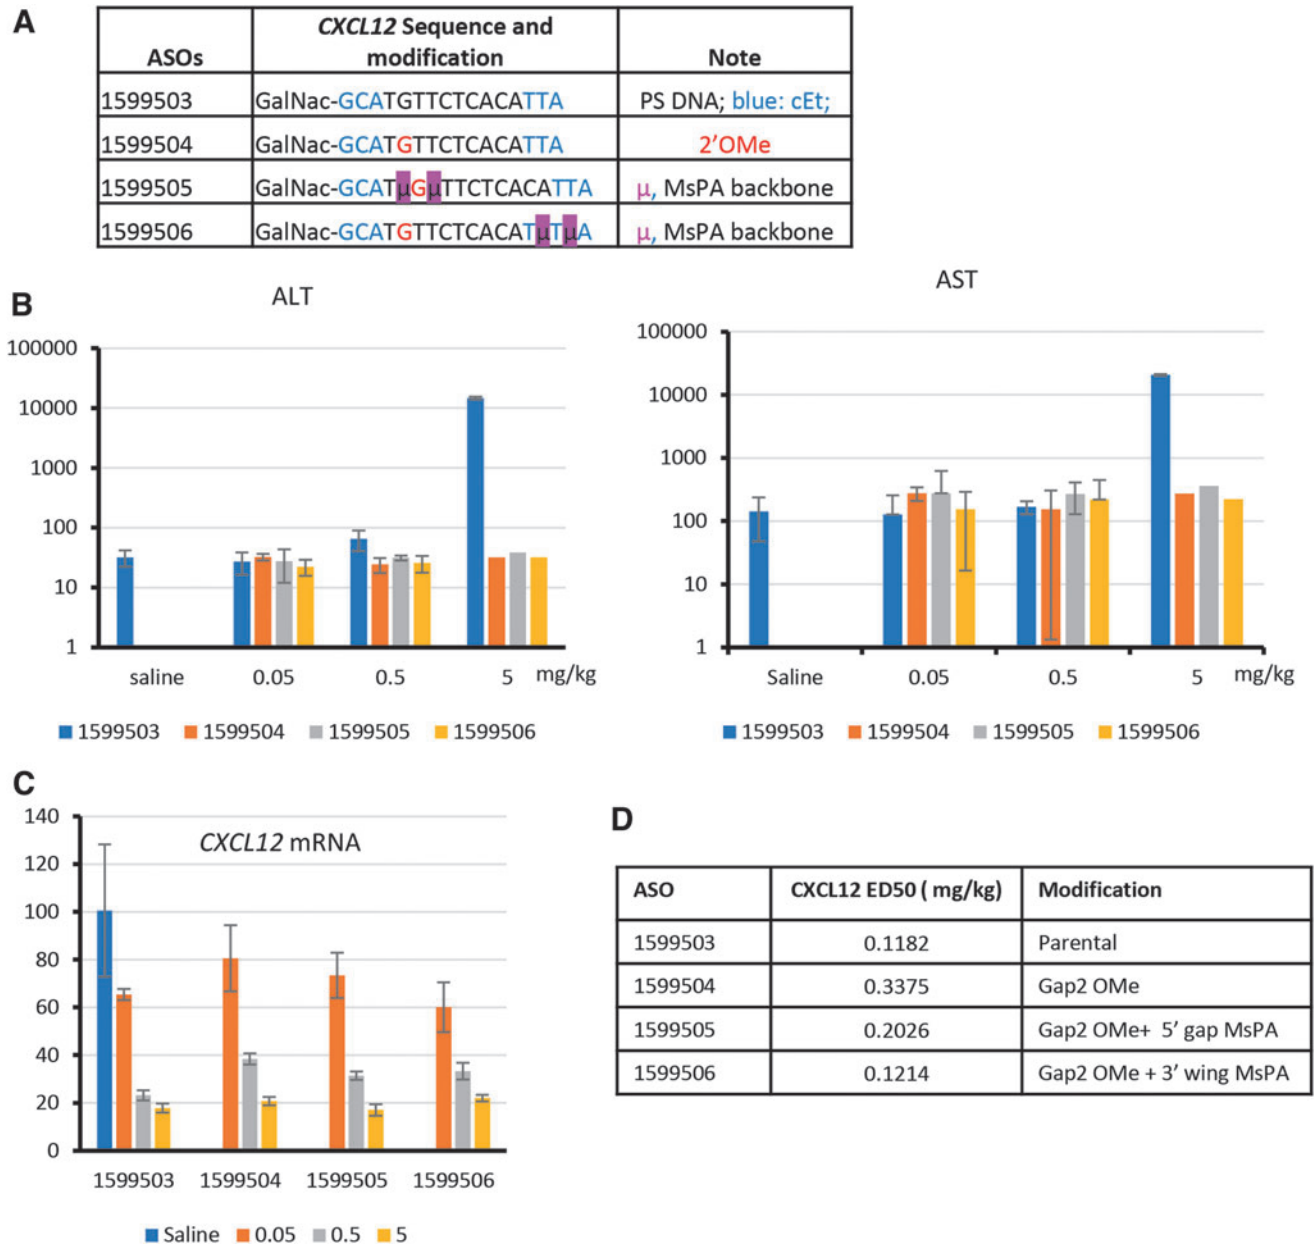 A
ASOs
CXCL12 Sequence and
modification
Note
1599503
GalNac-GCATGTTCTCACATTA
PS DNA; blue: cEt;
1599504
GalNac-GCATGTTCTCACATTA
2'OMe
1599505
GalNac-GCATµGµTTCTCACATTA
µ, MsPA backbone
1599506
GalNac-GCATGTTCTCACATµTµA
µ, MsPA backbone
B
ALT
100000
10000
1000
100
10
1
saline
0.05
0.5
5
mg/kg
1599503
1599504
1599505
1599506
AST
100000
10000
1000
100
10
1
Saline
0.05
0.5
5
mg/kg
1599503
1599504
1599505
1599506
C
CXCL12 mRNA
140
120
100
80
60
40
20
0
1599503
1599504
1599505
1599506
Saline
0.05
0.5
5
D
ASO
CXCL12 ED50 ( mg/kg)
Modification
1599503
0.1182
Parental
1599504
0.3375
Gap2 OMe
1599505
0.2026
Gap2 OMe+ 5' gap MsPA
1599506
0.1214
Gap2 OMe + 3' wing MsPA